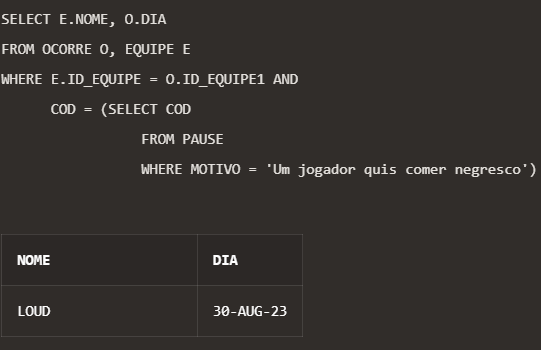 SELECT E.NOME, O.DIA
FROM OCORRE O, EQUIPE E
WHERE E.ID_EQUIPE = O.ID_EQUIPE1 AND
COD = (SELECT COD
FROM PAUSE
WHERE MOTIVO = 'Um jogador quis comer negresco')
NOME DIA
LOUD 30-AUG-23